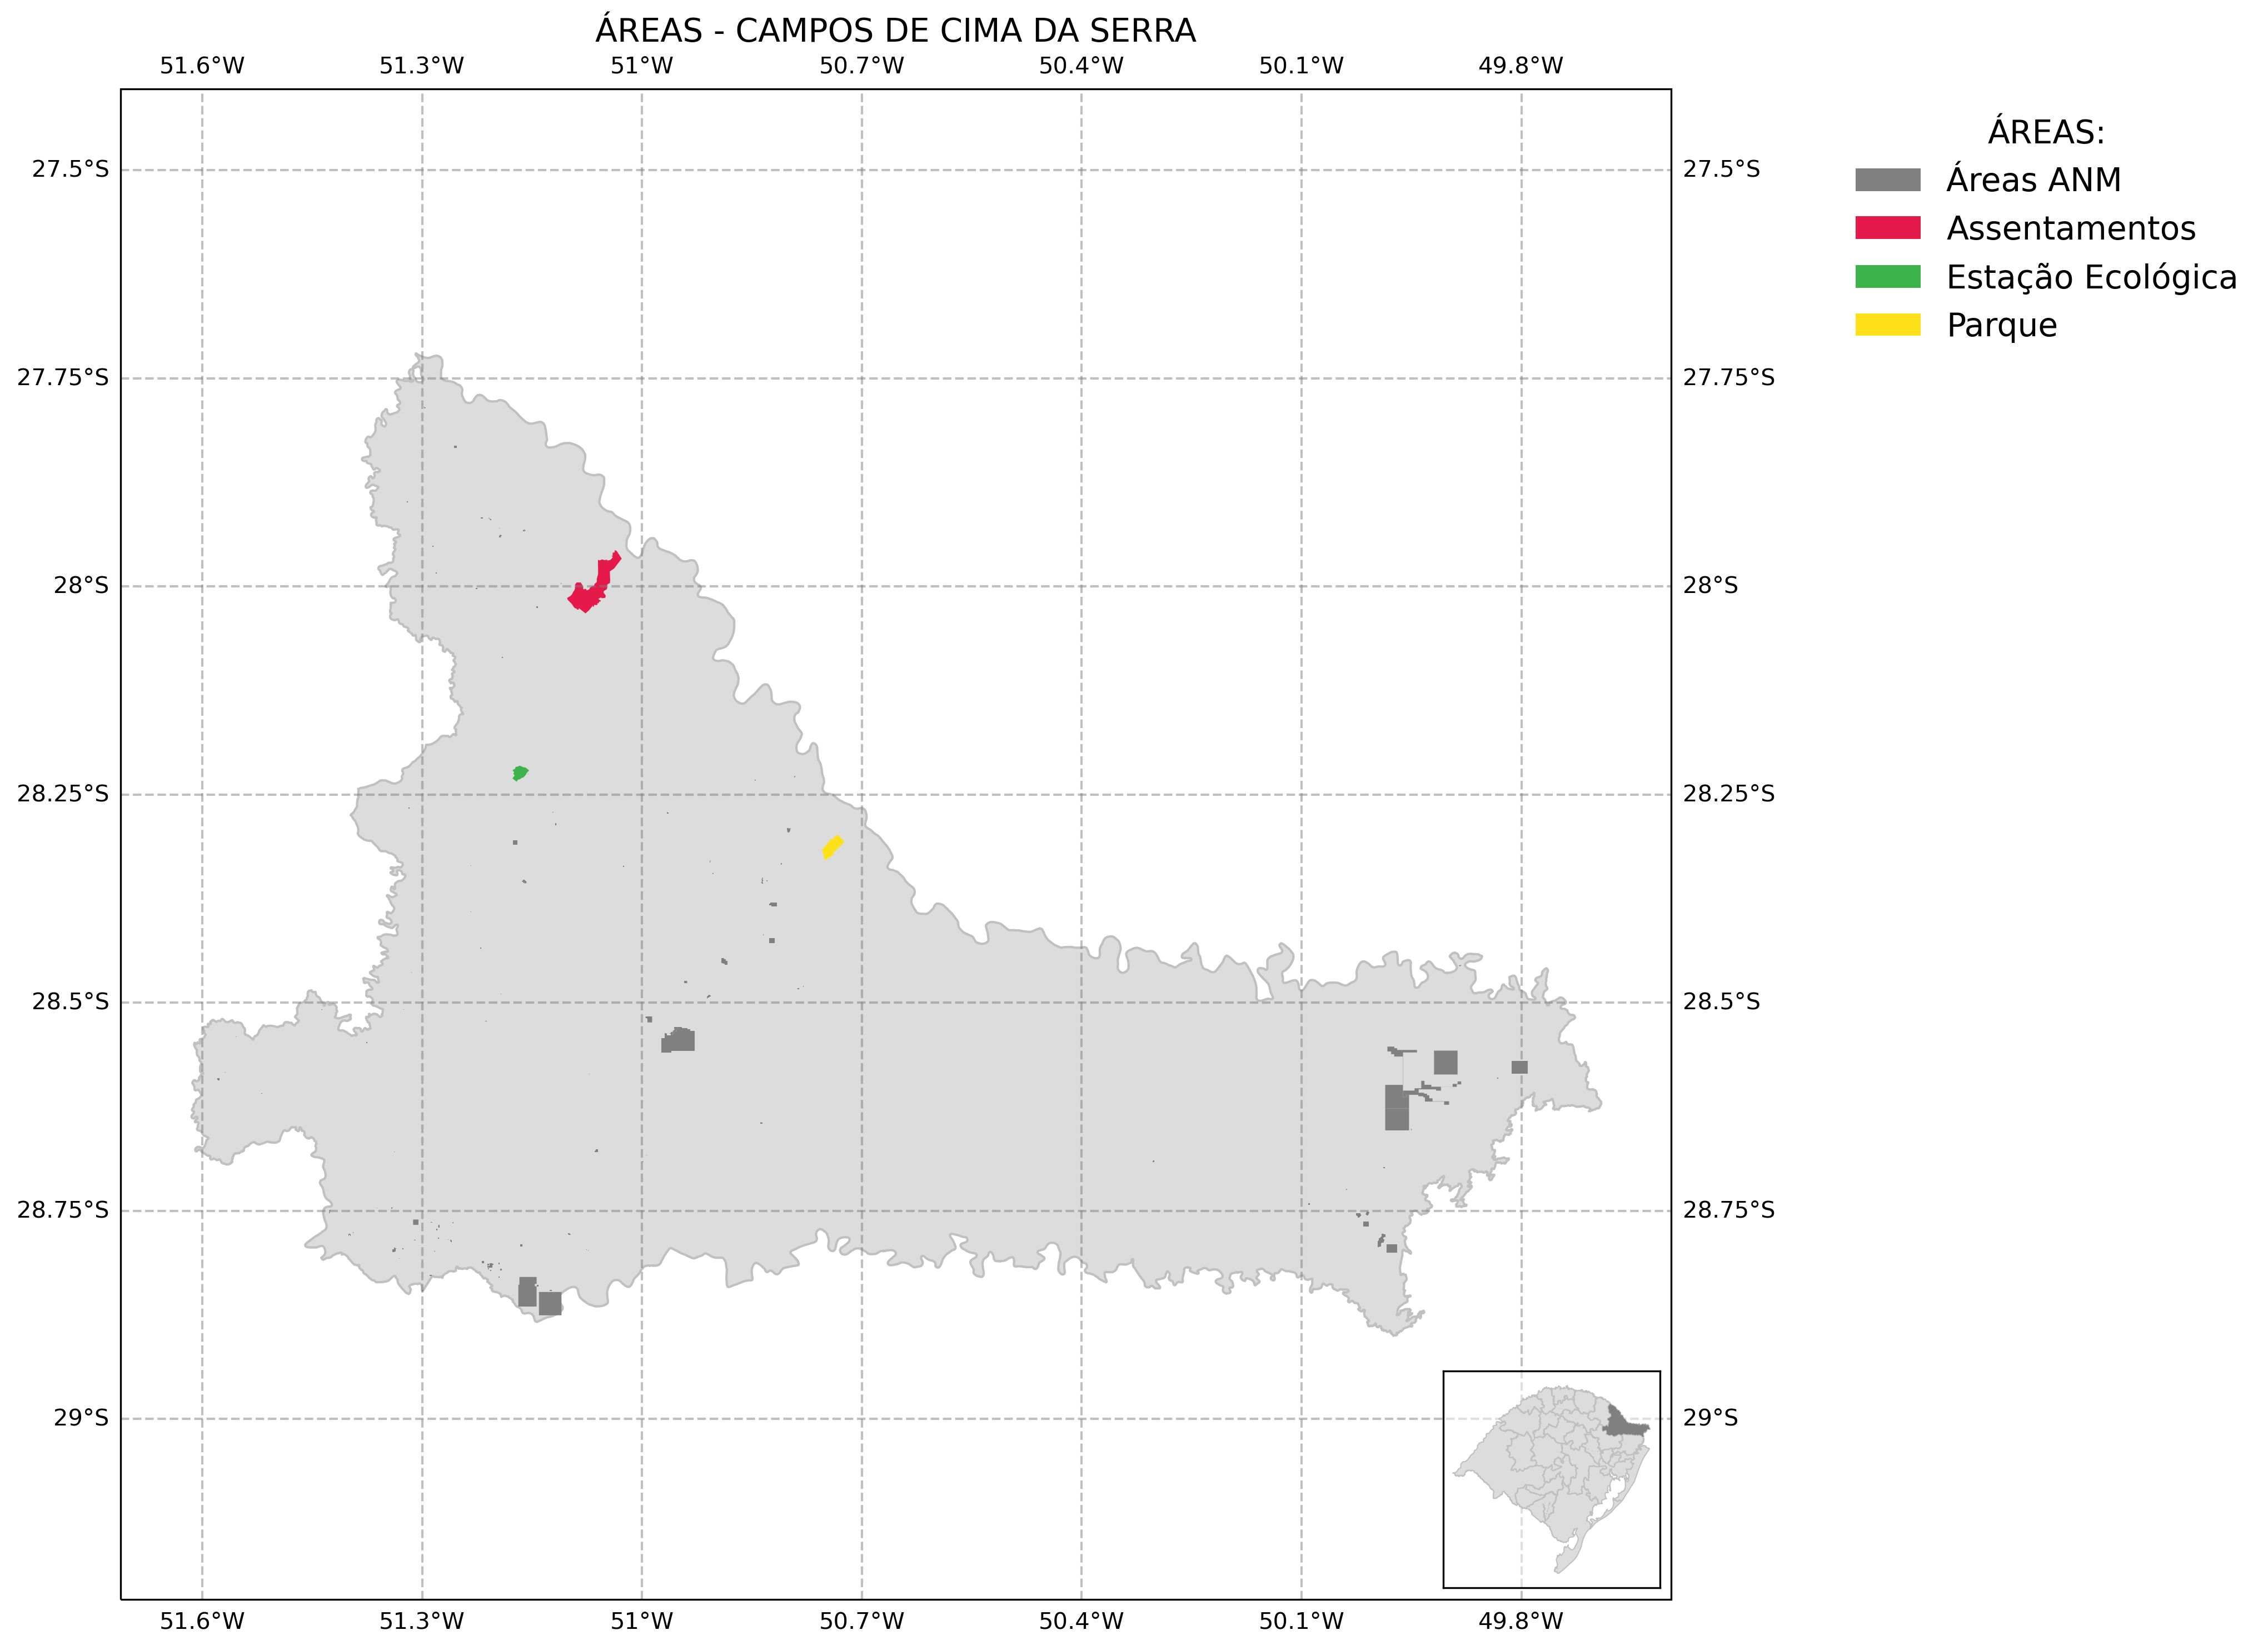 ÁREAS - CAMPOS DE CIMA DA SERRA
51.6°W 51.3°W 51°W 50.7°W 50.4°W 50.1°W 49.8°W
ÁREAS:
Áreas ANM
Assentamentos
Estação Ecológica
Parque
27.5°S 27.5°S
27.75°S 27.75°S
28°S 28°S
28.25°S 28.25°S
28.5°S 28.5°S
28.75°S 28.75°S
29°S 29°S
51.6°W 51.3°W 51°W 50.7°W 50.4°W 50.1°W 49.8°W